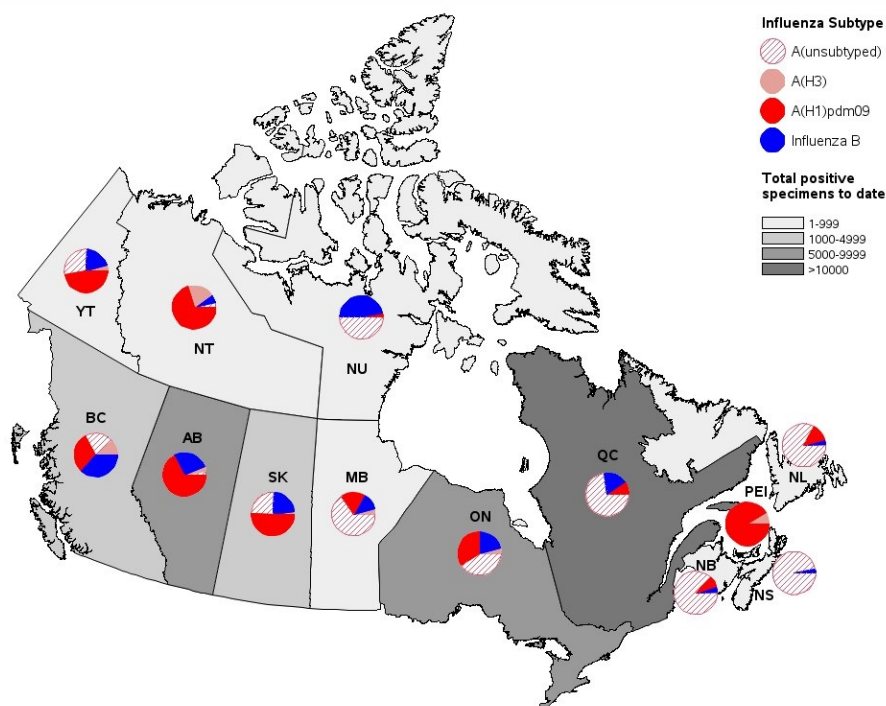 Influenza Subtype
A(unsubtyped)
A(H3)
A(H1)pdm09
Influenza B
Total positive
specimens to date
1-999
1000-4999
5000-9999
>10000
YT
NT
NU
BC
AB
SK
MB
ON
QC
NL
PEI
NB
NS